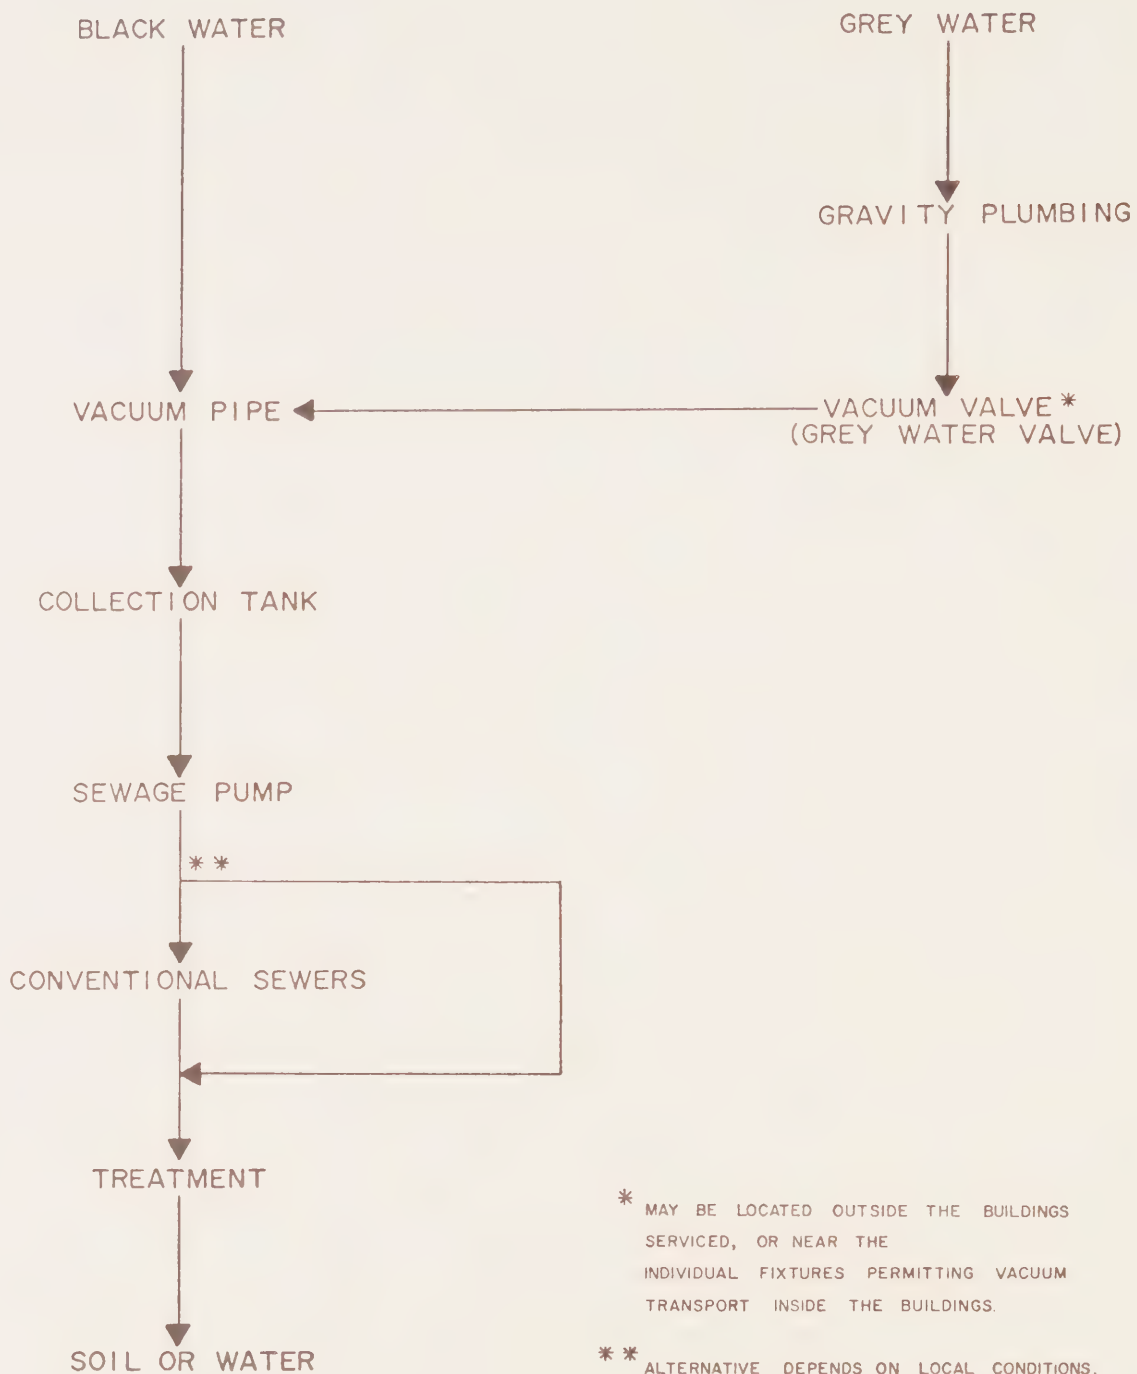 BLACK WATER
GREY WATER
GRAVITY PLUMBING
VACUUM PIPE
VACUUM VALVE *
(GREY WATER VALVE)
COLLECTION TANK
SEWAGE PUMP
* *
CONVENTIONAL SEWERS
TREATMENT
* MAY BE LOCATED OUTSIDE THE BUILDINGS
SERVICED, OR NEAR THE
INDIVIDUAL FIXTURES PERMITTING VACUUM
TRANSPORT INSIDE THE BUILDINGS.
SOIL OR WATER
* * ALTERNATIVE DEPENDS ON LOCAL CONDITIONS.